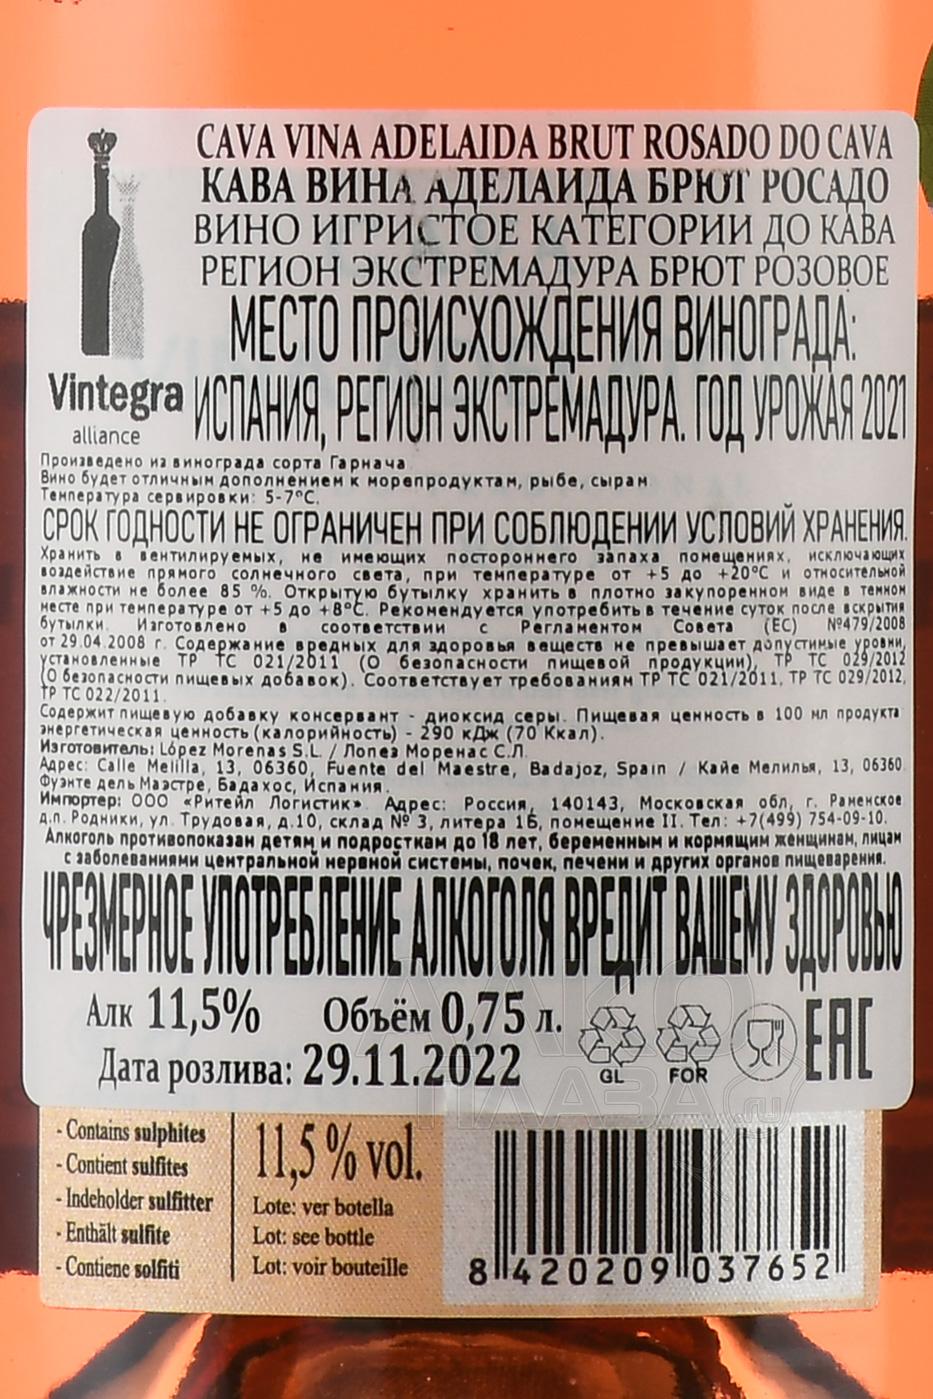 CAVA VINA ADELAIDA BRUT ROSADO DO CAVA
КАВА ВИНА АДЕЛАИДА БРЮТ РОСАДО
ВИНО ИГРИСТОЕ КАТЕГОРИИ ДО КАВА
РЕГИОН ЭКСТРЕМАДУРА БРЮТ РОЗОВОЕ
МЕСТО ПРОИСХОЖДЕНИЯ ВИНОГРАДА:
ИСПАНИЯ, РЕГИОН ЭКСТРЕМАДУРА. ГОД УРОЖАЯ 2021
Vintegra
alliance
Произведено из винограда сорта Гарнача
Вино будет отличным дополнением к морепродуктам, рыбе, сырам
Температура сервировки: 5-7°С.
СРОК ГОДНОСТИ НЕ ОГРАНИЧЕН ПРИ СОБЛЮДЕНИИ УСЛОВИЙ ХРАНЕНИЯ.
Хранить в вентилируемых, не имеющих постороннего запаха помещениях, исключающих
воздействие прямого солнечного света, при температуре от +5 до +20°С и относительной
влажности не более 85 %. Открытую бутылку хранить в плотно закупоренном виде в темном
месте при температуре от +5 до +8°С. Рекомендуется употребить в течение суток после вскрытия
бутылки. Изготовлено в соответствии с Регламентом Совета (ЕС) №479/2008
от 29.04.2008 г. Содержание вредных для здоровья веществ не превышает допустимые уровни,
установленные ТР ТС 021/2011 (О безопасности пищевой продукции), ТР ТС 029/2012
(О безопасности пищевых добавок). Соответствует требованиям ТР ТС 021/2011, ТР ТС 029/2012,
ТР ТС 022/2011.
Содержит пищевую добавку консервант - диоксид серы. Пищевая ценность в 100 мл продукта
энергетическая ценность (калорийность) - 290 кДж (70 Ккал).
Изготовитель: López Morenas S.L. / Лопез Моренас С.Л.
Адрес: Calle Melilla, 13, 06360, Fuente del Maestre, Badajoz, Spain / Кайе Мелилья, 13, 06360
Фуэнте дель Маэстре, Бадахос, Испания.
Импортер: ООО «Ритейл Логистик» Адрес: Россия, 140143, Московская обл, г. Раменское
д.п. Родники, ул. Трудовая, д.10, склад № 3, литера 1Б, помещение II. Тел: +7(499) 754-09-10.
Алкоголь противопоказан детям и подросткам до 18 лет, беременным и кормящим женщинам, лицам
с заболеваниями центральной нервной системы, почек, печени и других органов пищеварения.
ЧРЕЗМЕРНОЕ УПОТРЕБЛЕНИЕ АЛКОГОЛЯ ВРЕДИТ ВАШЕМУ ЗДОРОВЬЮ
Алк 11,5% Объём 0,75 л.
Дата розлива: 29.11.2022
GL FOR EAC
АЛКО
ПЛАЗА.ru
- Contains sulphites
- Contient sulfites
- Indeholder sulfitter
- Enthält sulfite
- Contiene solfiti
11,5 % vol.
Lote: ver botella
Lot: see bottle
Lot: voir bouteille
8 420209 037652